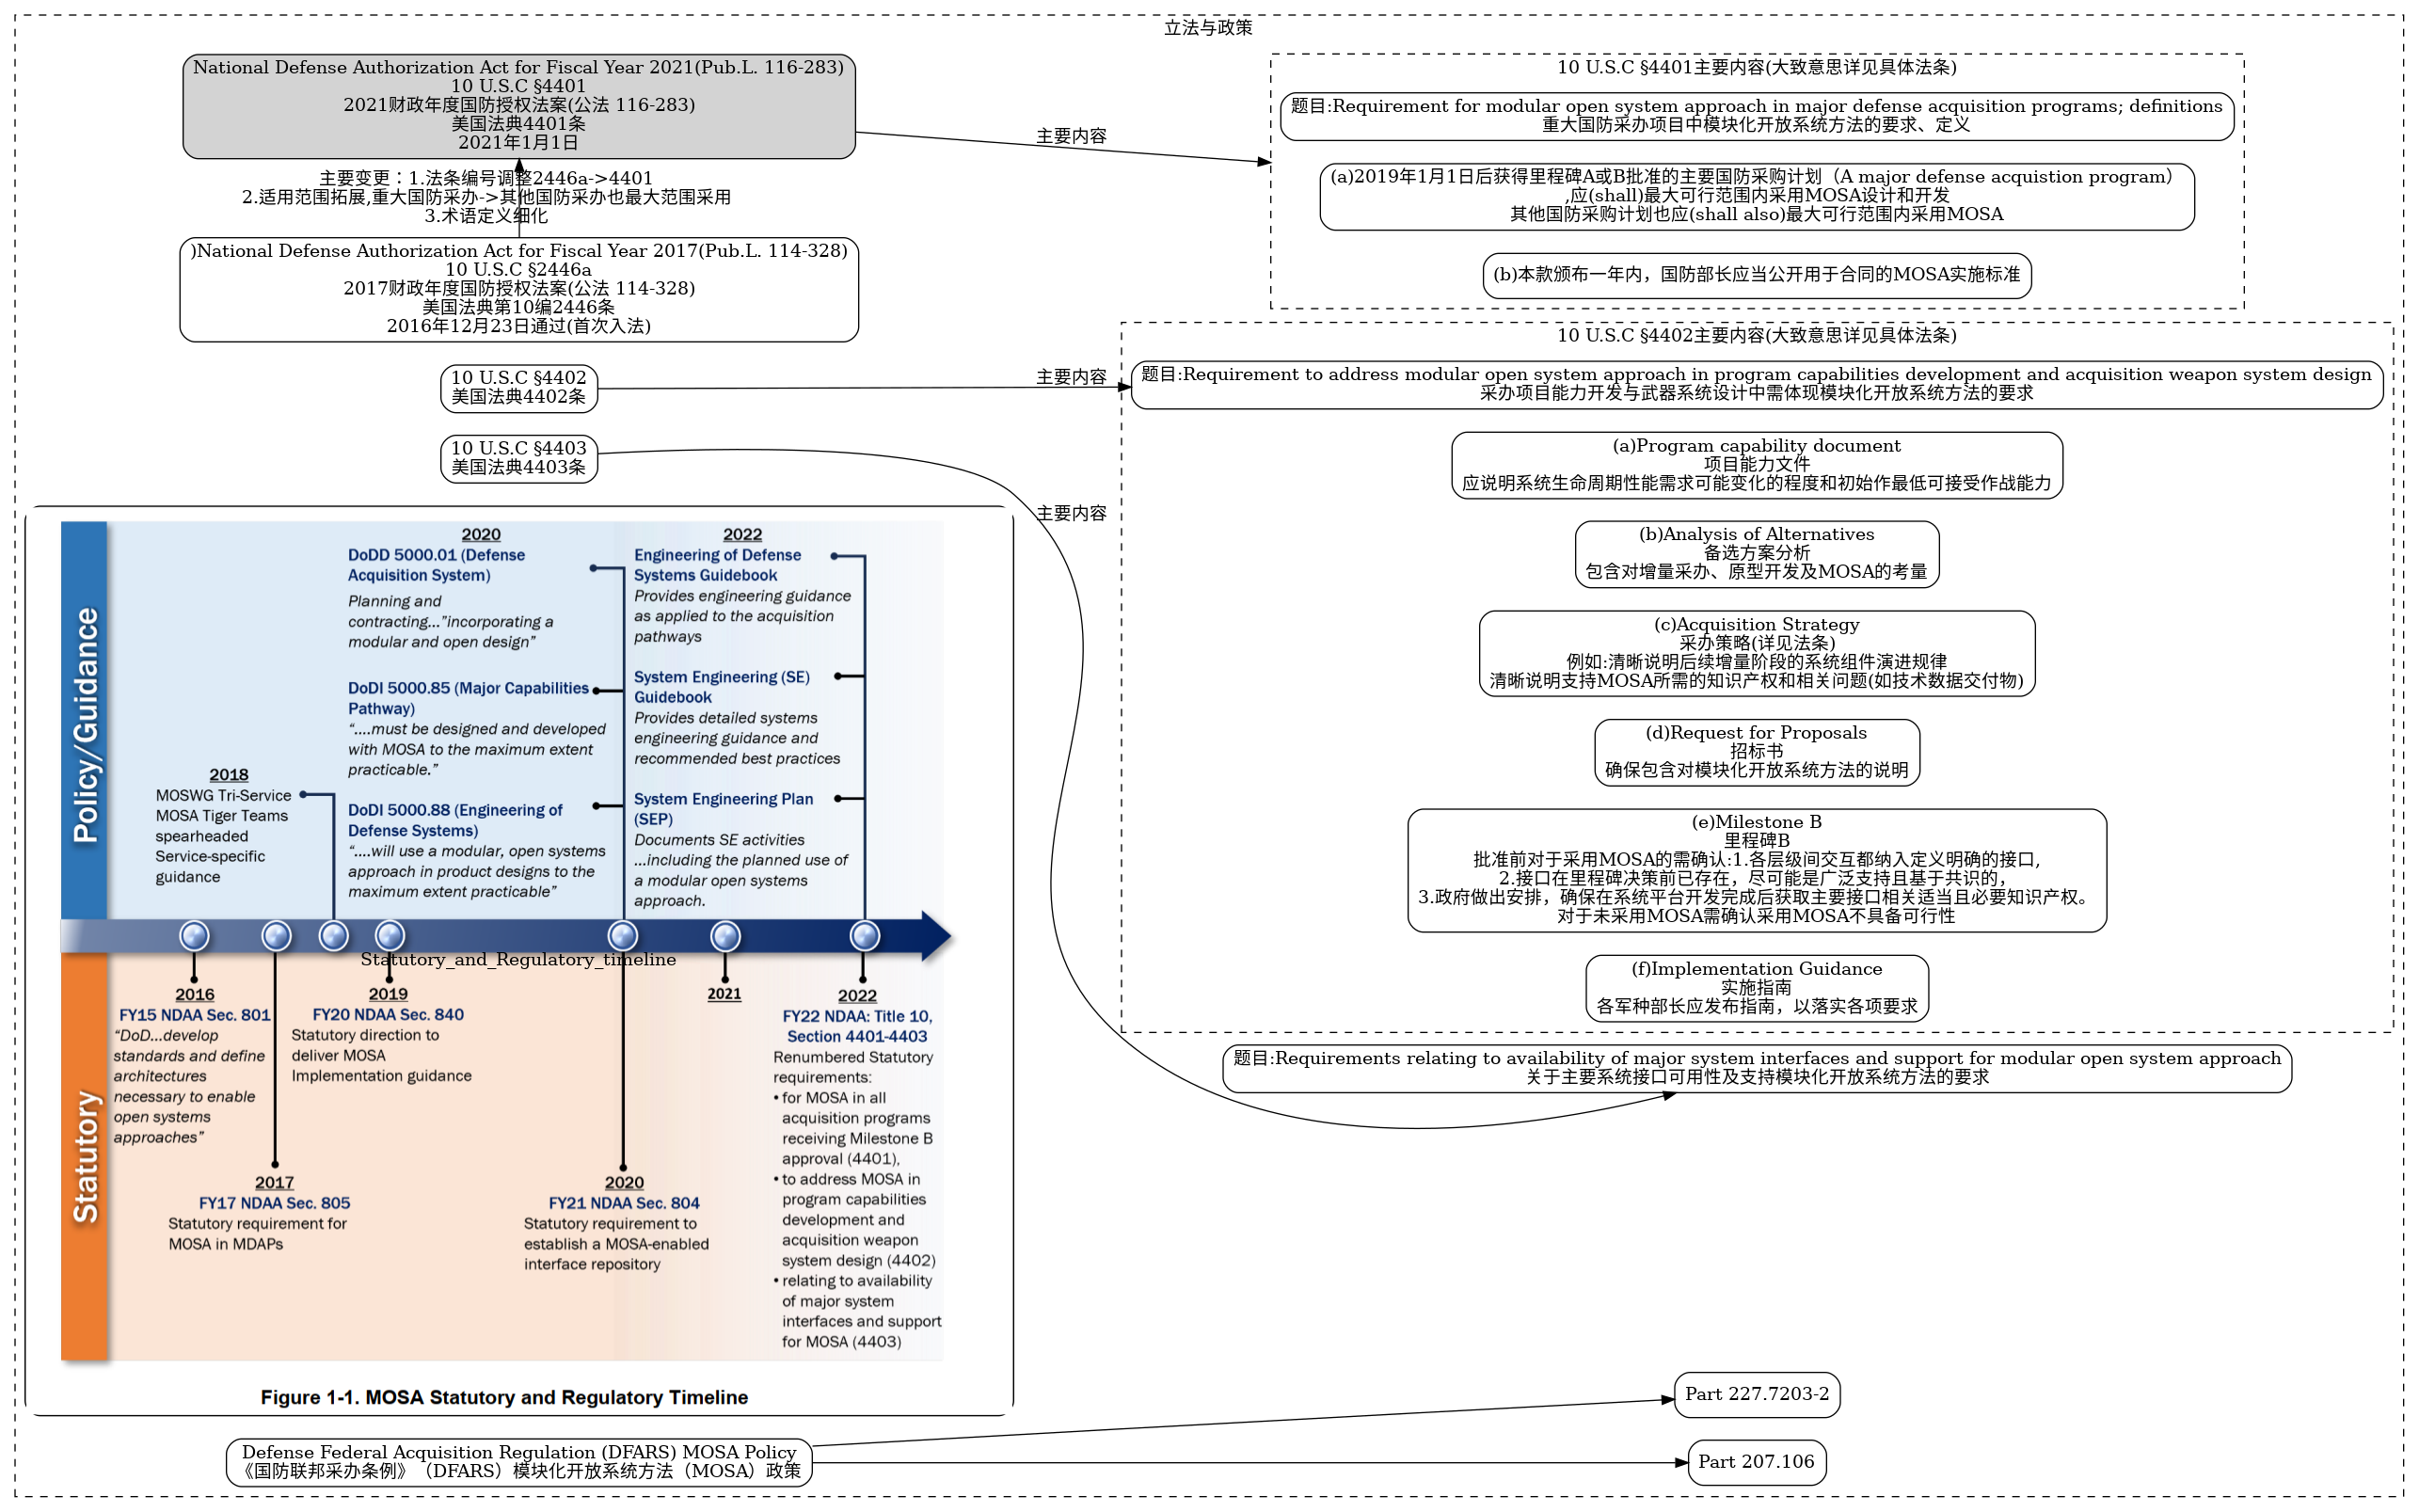 立法与政策
National Defense Authorization Act for Fiscal Year 2021(Pub.L. 116-283)
10 U.S.C §4401
2021财政年度国防授权法案(公法 116-283)
美国法典4401条
2021年1月1日
主要变更：1.法条编号调整2446a->4401
2.适用范围拓展,重大国防采办->其他国防采办也最大范围采用
3.术语定义细化
)National Defense Authorization Act for Fiscal Year 2017(Pub.L. 114-328)
10 U.S.C §2446a
2017财政年度国防授权法案(公法 114-328)
美国法典第10编2446条
2016年12月23日通过(首次入法)
主要内容
10 U.S.C §4401主要内容(大致意思详见具体法条)
题目:Requirement for modular open system approach in major defense acquisition programs; definitions
重大国防采办项目中模块化开放系统方法的要求、定义
(a)2019年1月1日后获得里程碑A或B批准的主要国防采购计划（A major defense acquistion program）
,应(shall)最大可行范围内采用MOSA设计和开发
其他国防采购计划也应(shall also)最大可行范围内采用MOSA
(b)本款颁布一年内，国防部长应当公开用于合同的MOSA实施标准
10 U.S.C §4402
美国法典4402条
主要内容
10 U.S.C §4402主要内容(大致意思详见具体法条)
题目:Requirement to address modular open system approach in program capabilities development and acquisition weapon system design
采办项目能力开发与武器系统设计中需体现模块化开放系统方法的要求
(a)Program capability document
项目能力文件
应说明系统生命周期性能需求可能变化的程度和初始作最低可接受作战能力
(b)Analysis of Alternatives
备选方案分析
包含对增量采办、原型开发及MOSA的考量
(c)Acquisition Strategy
采办策略(详见法条)
例如:清晰说明后续增量阶段的系统组件演进规律
清晰说明支持MOSA所需的知识产权和相关问题(如技术数据交付物)
(d)Request for Proposals
招标书
确保包含对模块化开放系统方法的说明
(e)Milestone B
里程碑B
批准前对于采用MOSA的需确认:1.各层级间交互都纳入定义明确的接口,
2.接口在里程碑决策前已存在，尽可能是广泛支持且基于共识的，
3.政府做出安排，确保在系统平台开发完成后获取主要接口相关适当且必要知识产权。
对于未采用MOSA需确认采用MOSA不具备可行性
(f)Implementation Guidance
实施指南
各军种部长应发布指南，以落实各项要求
10 U.S.C §4403
美国法典4403条
主要内容
题目:Requirements relating to availability of major system interfaces and support for modular open system approach
关于主要系统接口可用性及支持模块化开放系统方法的要求
Policy/Guidance
2018
MOSWG Tri-Service
MOSA Tiger Teams
spearheaded
Service-specific
guidance
2020
DoDD 5000.01 (Defense
Acquisition System)
Planning and
contracting...”incorporating a
modular and open design”
DoDI 5000.85 (Major Capabilities
Pathway)
“....must be designed and developed
with MOSA to the maximum extent
practicable.”
DoDI 5000.88 (Engineering of
Defense Systems)
“....will use a modular, open systems
approach in product designs to the
maximum extent practicable”
2022
Engineering of Defense
Systems Guidebook
Provides engineering guidance
as applied to the acquisition
pathways
System Engineering (SE)
Guidebook
Provides detailed systems
engineering guidance and
recommended best practices
System Engineering Plan
(SEP)
Documents SE activities
...including the planned use of
a modular open systems
approach.
Statutory_and_Regulatory_timeline
Statutory
2016
FY15 NDAA Sec. 801
“DoD...develop
standards and define
architectures
necessary to enable
open systems
approaches”
2017
FY17 NDAA Sec. 805
Statutory requirement for
MOSA in MDAPs
2019
FY20 NDAA Sec. 840
Statutory direction to
deliver MOSA
Implementation guidance
2020
FY21 NDAA Sec. 804
Statutory requirement to
establish a MOSA-enabled
interface repository
2021
2022
FY22 NDAA: Title 10,
Section 4401-4403
Renumbered Statutory
requirements:
• for MOSA in all
acquisition programs
receiving Milestone B
approval (4401),
• to address MOSA in
program capabilities
development and
acquisition weapon
system design (4402)
• relating to availability
of major system
interfaces and support
for MOSA (4403)
Figure 1-1. MOSA Statutory and Regulatory Timeline
Defense Federal Acquisition Regulation (DFARS) MOSA Policy
《国防联邦采办条例》（DFARS）模块化开放系统方法（MOSA）政策
Part 227.7203-2
Part 207.106